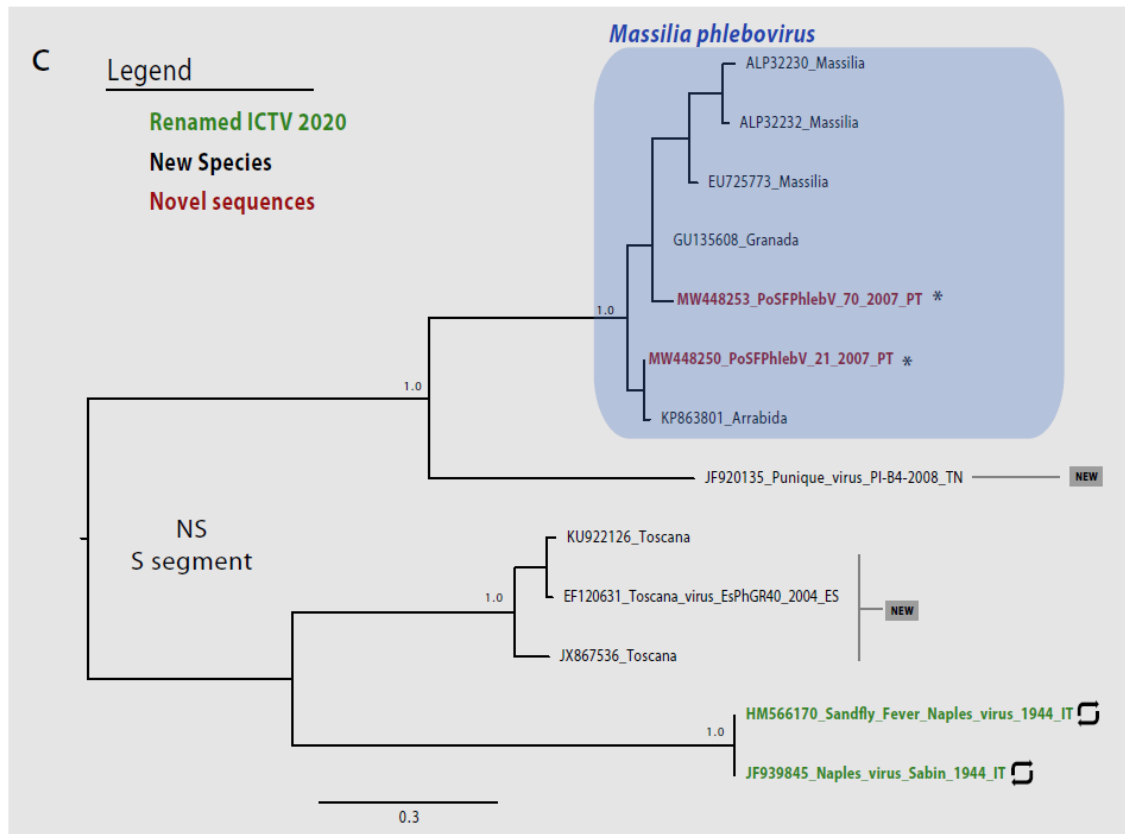 Massilia phlebovirus
C
Legend
Renamed ICTV 2020
New Species
Novel sequences
ALP32230_Massilia
ALP32232_Massilia
EU725773_Massilia
GU135608_Granada
MW448253_PoSFPhlebV_70_2007_PT *
1.0
MW448250_PoSFPhlebV_21_2007_PT *
1.0
KP863801_Arrabida
JF920135_Punique_virus_PI-B4-2008_TN
NEW
NS
S segment
KU922126_Toscana
1.0
EF120631_Toscana_virus_EsPhGR40_2004_ES
NEW
JX867536_Toscana
HM566170_Sandfly_Fever_Naples_virus_1944_IT
1.0
JF939845_Naples_virus_Sabin_1944_IT
0.3